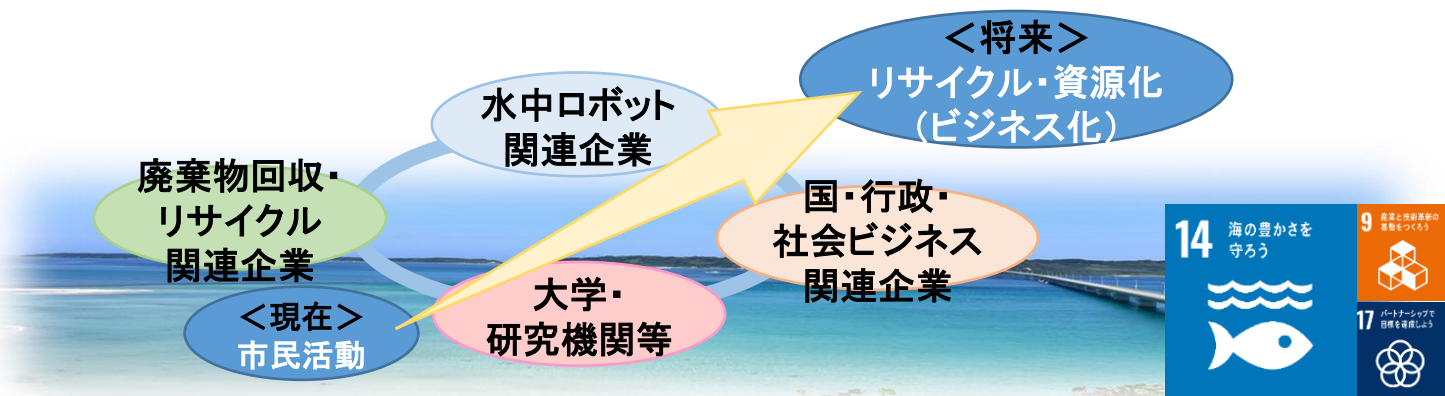 <将来>
リサイクル・資源化
(ビジネス化)
水中ロボット
関連企業
廃棄物回収・
リサイクル
関連企業
国・行政・
社会ビジネス
関連企業
大学・
研究機関等
<現在>
市民活動
14 海の豊かさを
守ろう
9 産業と技術革新の
基盤をつくろう
17 パートナーシップで
目標を達成しよう